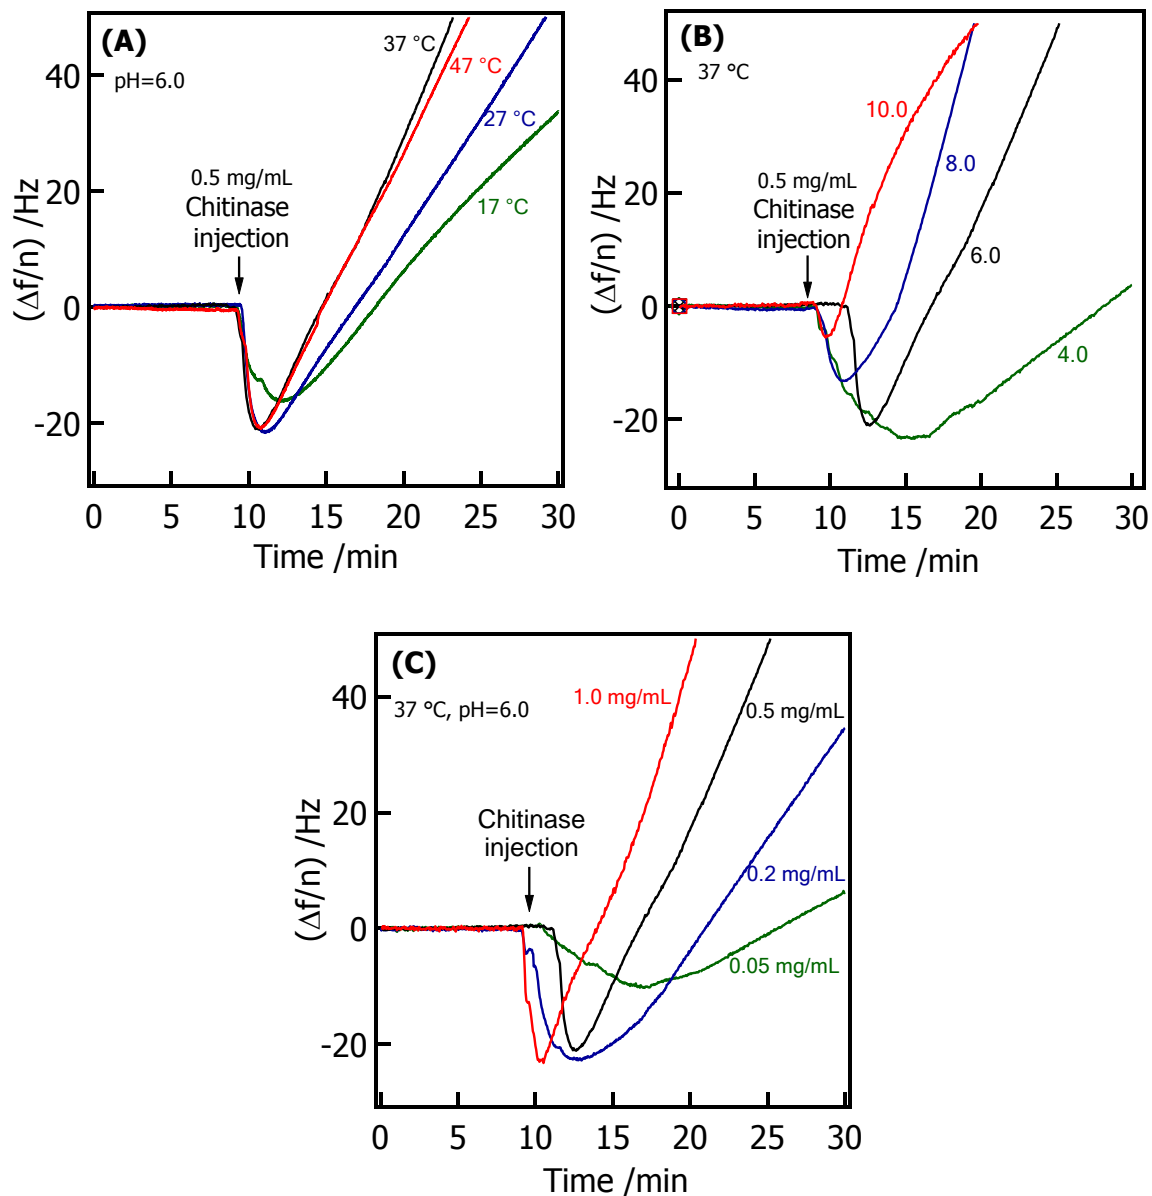 (A)
pH=6.0
37 °C
47 °C
27 °C
17 °C
0.5 mg/mL
Chitinase
injection
(Δf/n) /Hz
40
20
0
-20
0 5 10 15 20 25 30
Time /min
(B)
37 °C
10.0
8.0
6.0
4.0
0.5 mg/mL
Chitinase
injection
(Δf/n) /Hz
40
20
0
-20
0 5 10 15 20 25 30
Time /min
(C)
37 °C, pH=6.0
1.0 mg/mL
0.5 mg/mL
0.2 mg/mL
0.05 mg/mL
Chitinase
injection
(Δf/n) /Hz
40
20
0
-20
0 5 10 15 20 25 30
Time /min